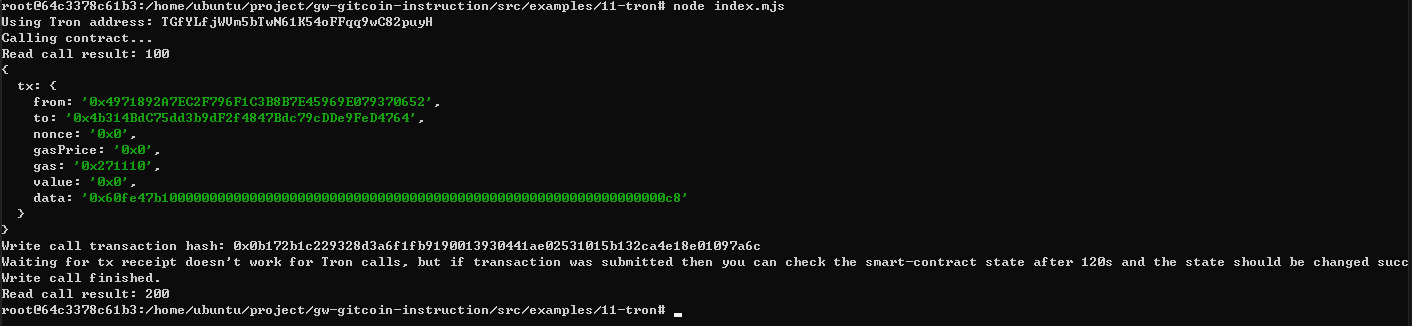 root@64c3378c61b3:/home/ubuntu/project/gw-gitcoin-instruction/src/examples/11-tron# node index.mjs
Using Tron address: TGfYLfjWVm5bTwN61K54oFFqq9wC82puyH
Calling contract...
Read call result: 100
{
  tx: {
    from: '0x4971892A7EC2F796F1C3B8B7E45969E079370652',
    to: '0x4b314BdC75dd3b9dF2f4847Bdc79cDDe9FeD4764',
    nonce: '0x0',
    gasPrice: '0x0',
    gas: '0x271110',
    value: '0x0',
    data: '0x60fe47b100000000000000000000000000000000000000000000000000000000000000c8'
  }
}
Write call transaction hash: 0x0b172b1c229328d3a6f1fb9190013930441ae02531015b132ca4e18e01097a6c
Waiting for tx receipt doesn't work for Tron calls, but if transaction was submitted then you can check the smart-contract state after 120s and the state should be changed succ
Write call finished.
Read call result: 200
root@64c3378c61b3:/home/ubuntu/project/gw-gitcoin-instruction/src/examples/11-tron#